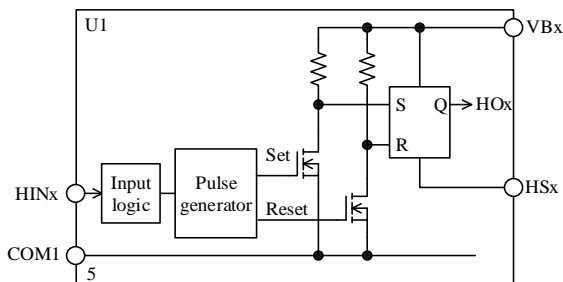 U1
VBx
S Q HOx
R
Set
HINx
Input
logic
Pulse
generator
HSx
Reset
COM1
5